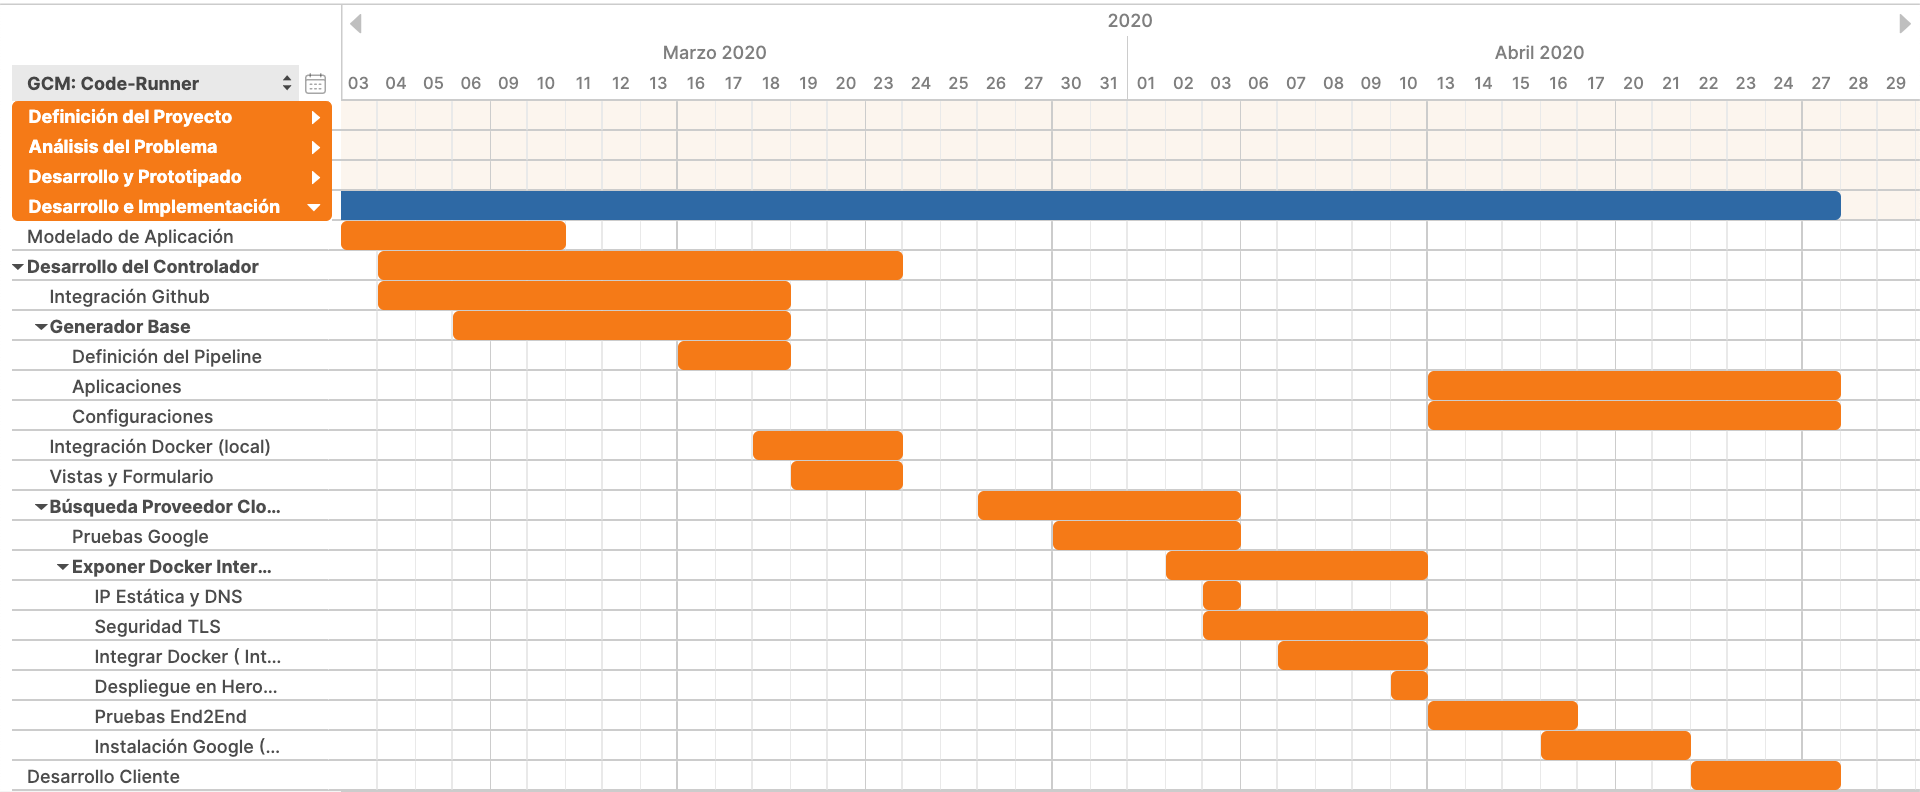 2020
Marzo 2020 Abril 2020
GCM: Code-Runner 03 04 05 06 09 10 11 12 13 16 17 18 19 20 23 24 25 26 27 30 31 01 02 03 06 07 08 09 10 13 14 15 16 17 20 21 22 23 24 27 28 29
Definición del Proyecto
Análisis del Problema
Desarrollo y Prototipado
Desarrollo e Implementación
Modelado de Aplicación
Desarrollo del Controlador
Integración Github
Generador Base
Definición del Pipeline
Aplicaciones
Configuraciones
Integración Docker (local)
Vistas y Formulario
Búsqueda Proveedor Clo...
Pruebas Google
Exponer Docker Inter...
IP Estática y DNS
Seguridad TLS
Integrar Docker ( Int...
Despliegue en Hero...
Pruebas End2End
Instalación Google (...
Desarrollo Cliente